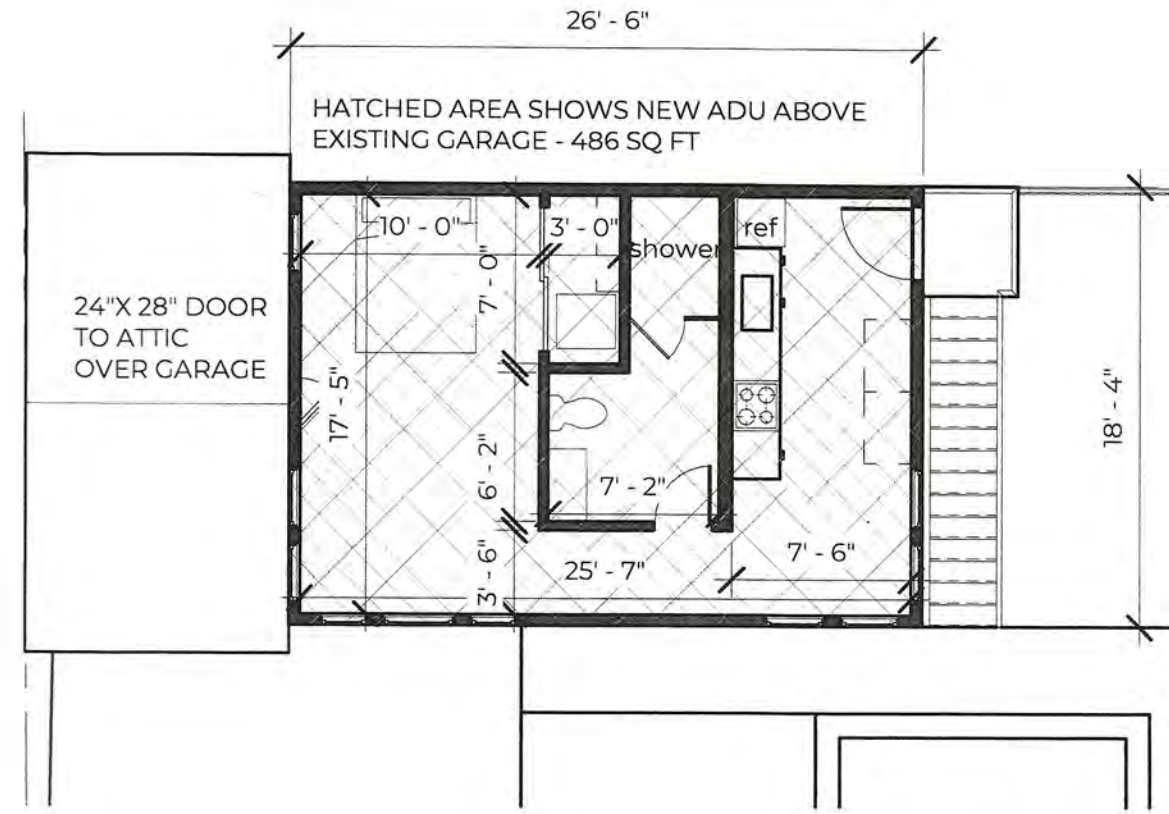 26' - 6"
HATCHED AREA SHOWS NEW ADU ABOVE
EXISTING GARAGE - 486 SQ FT
10' - 0"
3' - 0"
shower
ref
7' - 0"
24"X 28" DOOR
TO ATTIC
OVER GARAGE
17' - 5"
18' - 4"
6' - 2"
7' - 2"
7' - 6"
3' - 6"
25' - 7"